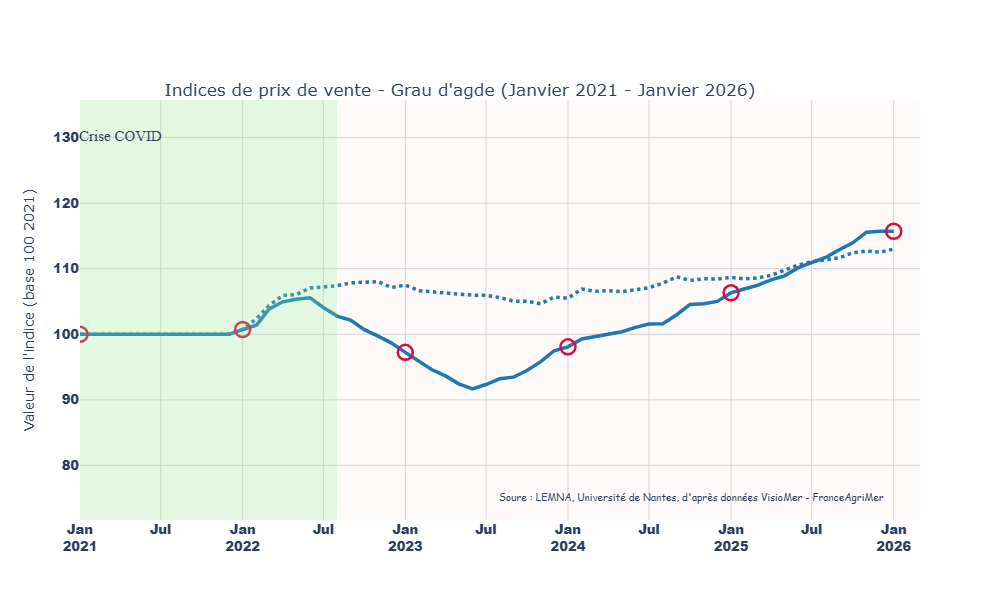 Indices de prix de vente - Grau d'agde (Janvier 2021 - Janvier 2026)
Valeur de l'indice (base 100 2021)
130
Crise COVID
120
110
100
90
80
Soure : LEMNA, Université de Nantes, d'après données VisioMer - FranceAgriMer
Jan Jul Jan Jul Jan Jul Jan Jul Jan Jul Jan
2021 2022 2023 2024 2025 2026